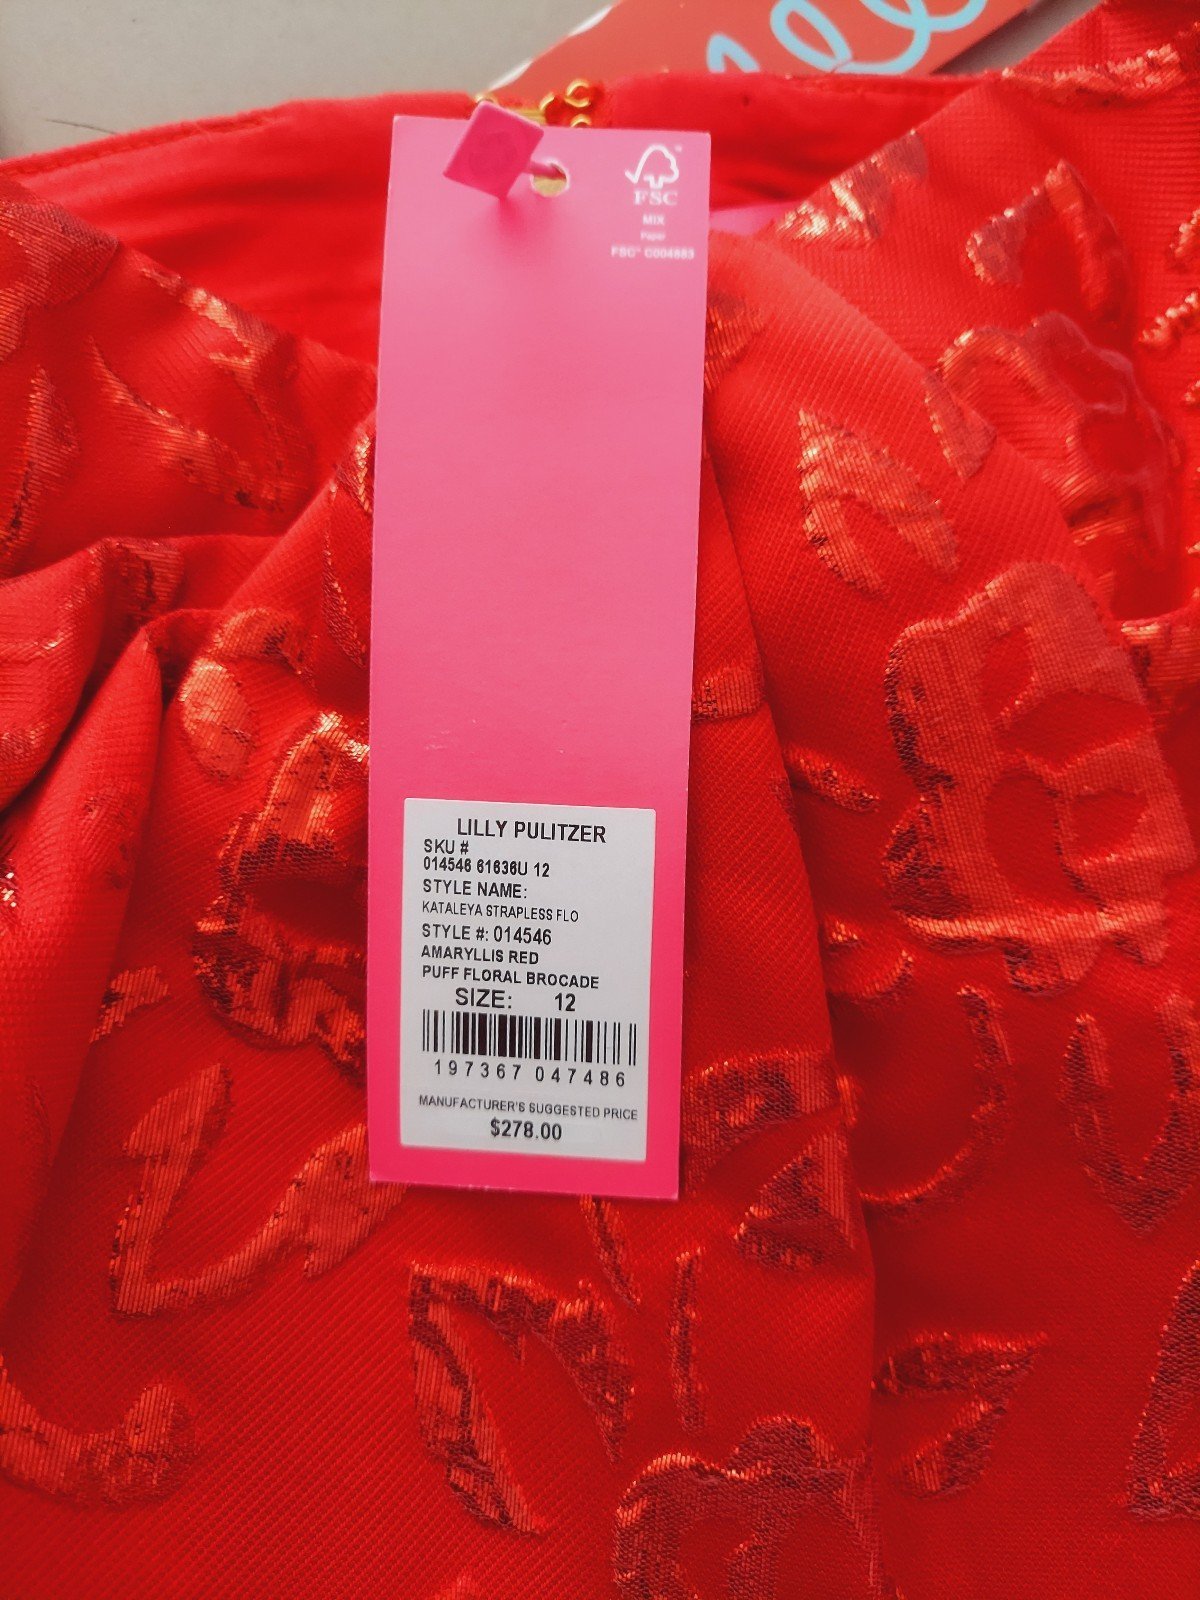 FSC
MIX
Paper
FSC® C004883
LILLY PULITZER
SKU #
014546 61636U 12
STYLE NAME:
KATALEYA STRAPLESS FLO
STYLE #: 014546
AMARYLLIS RED
PUFF FLORAL BROCADE
SIZE: 12
197367 047486
MANUFACTURER'S SUGGESTED PRICE
$278.00